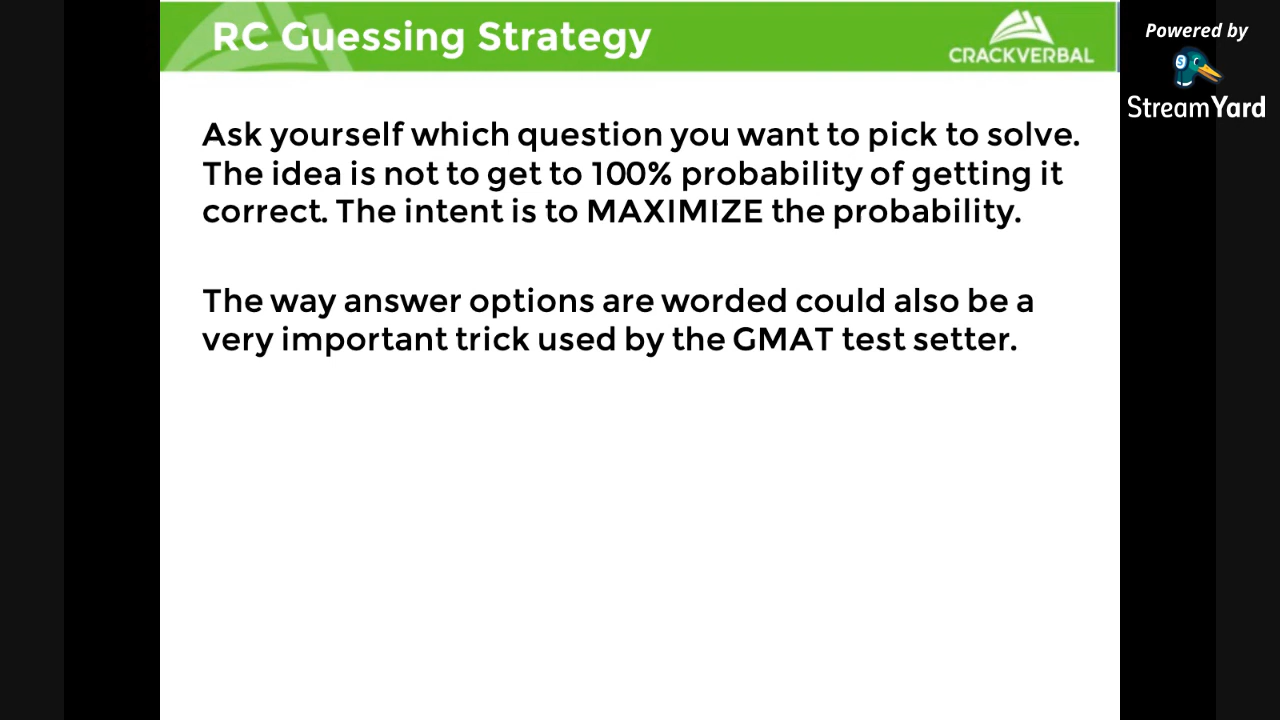 RC Guessing Strategy
CRACKVERBAL
Powered by
S
StreamYard
Ask yourself which question you want to pick to solve.
The idea is not to get to 100% probability of getting it
correct. The intent is to MAXIMIZE the probability.
The way answer options are worded could also be a
very important trick used by the GMAT test setter.